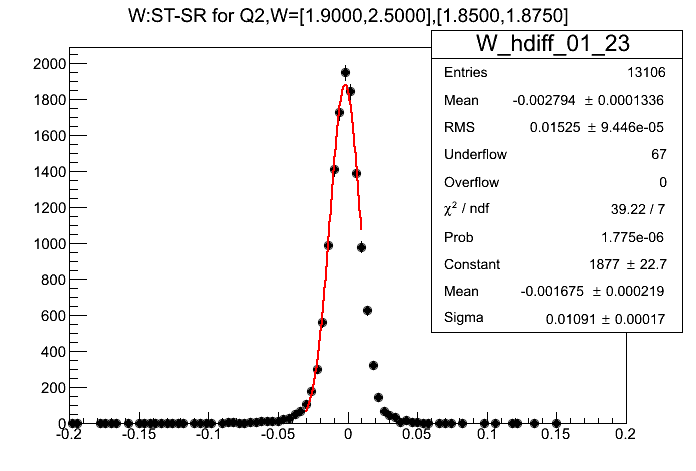 W:ST-SR for Q2,W=[1.9000,2.5000],[1.8500,1.8750]
W_hdiff_01_23
Entries 13106
Mean -0.002794 ± 0.0001336
RMS 0.01525 ± 9.446e-05
Underflow 67
Overflow 0
χ² / ndf 39.22 / 7
Prob 1.775e-06
Constant 1877 ± 22.7
Mean -0.001675 ± 0.000219
Sigma 0.01091 ± 0.00017
2000
1800
1600
1400
1200
1000
800
600
400
200
0
-0.2 -0.15 -0.1 -0.05 0 0.05 0.1 0.15 0.2